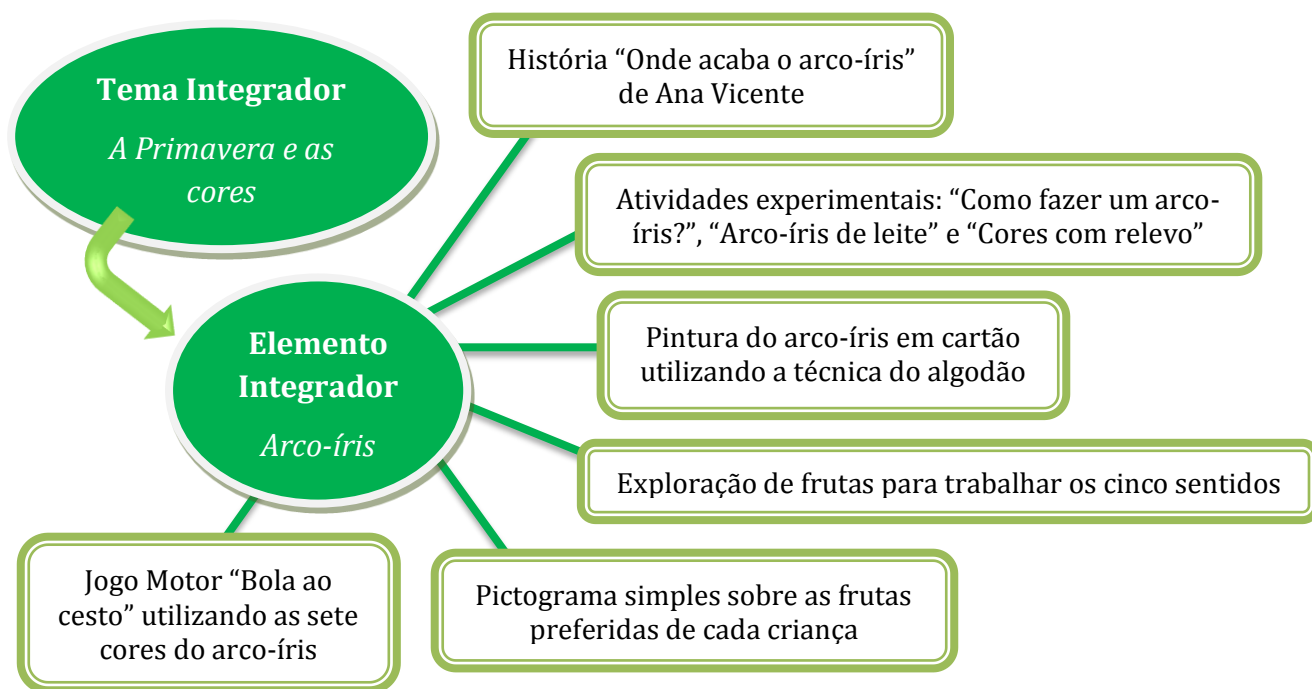 Tema Integrador
A Primavera e as
cores
Elemento
Integrador
Arco-íris
História “Onde acaba o arco-íris”
de Ana Vicente
Atividades experimentais: “Como fazer um arco-
íris?”, “Arco-íris de leite” e “Cores com relevo”
Pintura do arco-íris em cartão
utilizando a técnica do algodão
Exploração de frutas para trabalhar os cinco sentidos
Pictograma simples sobre as frutas
preferidas de cada criança
Jogo Motor “Bola ao
cesto” utilizando as sete
cores do arco-íris